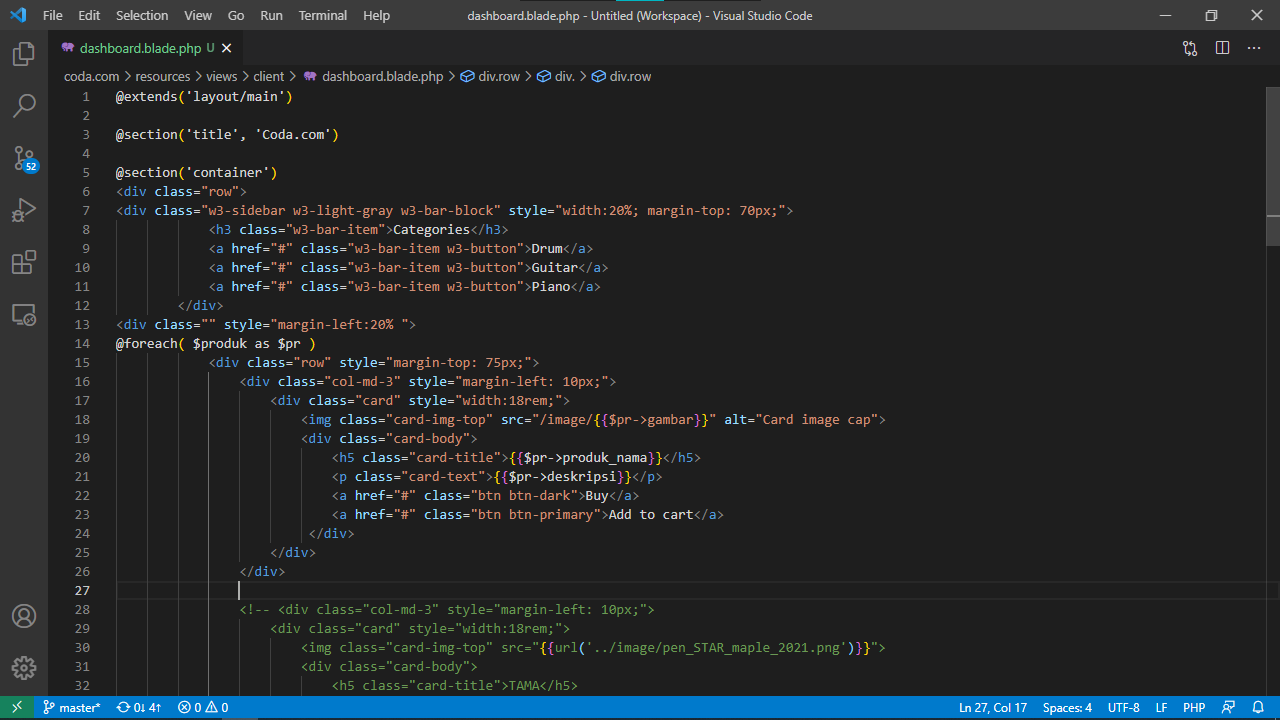 File Edit Selection View Go Run Terminal Help dashboard.blade.php - Untitled (Workspace) - Visual Studio Code
dashboard.blade.php U
coda.com > resources > views > client > dashboard.blade.php > div.row > div. > div.row
1 @extends('layout/main')
2
3 @section('title', 'Coda.com')
4
5 @section('container')
6 <div class="row">
7 <div class="w3-sidebar w3-light-gray w3-bar-block" style="width:20%; margin-top: 70px;">
8 <h3 class="w3-bar-item">Categories</h3>
9 <a href="#" class="w3-bar-item w3-button">Drum</a>
10 <a href="#" class="w3-bar-item w3-button">Guitar</a>
11 <a href="#" class="w3-bar-item w3-button">Piano</a>
12 </div>
13 <div class="" style="margin-left:20% ">
14 @foreach( $produk as $pr )
15 <div class="row" style="margin-top: 75px;">
16 <div class="col-md-3" style="margin-left: 10px;">
17 <div class="card" style="width:18rem;">
18 <img class="card-img-top" src="/image/{{$pr->gambar}}" alt="Card image cap">
19 <div class="card-body">
20 <h5 class="card-title">{{$pr->produk_nama}}</h5>
21 <p class="card-text">{{$pr->deskripsi}}</p>
22 <a href="#" class="btn btn-dark">Buy</a>
23 <a href="#" class="btn btn-primary">Add to cart</a>
24 </div>
25 </div>
26 </div>
27
28 <!-- <div class="col-md-3" style="margin-left: 10px;">
29 <div class="card" style="width:18rem;">
30 <img class="card-img-top" src="{{url('../image/pen_STAR_maple_2021.png')}}">
31 <div class="card-body">
32 <h5 class="card-title">TAMA</h5>
52
master* 0↓ 4↑ 0 0 Ln 27, Col 17 Spaces: 4 UTF-8 LF PHP